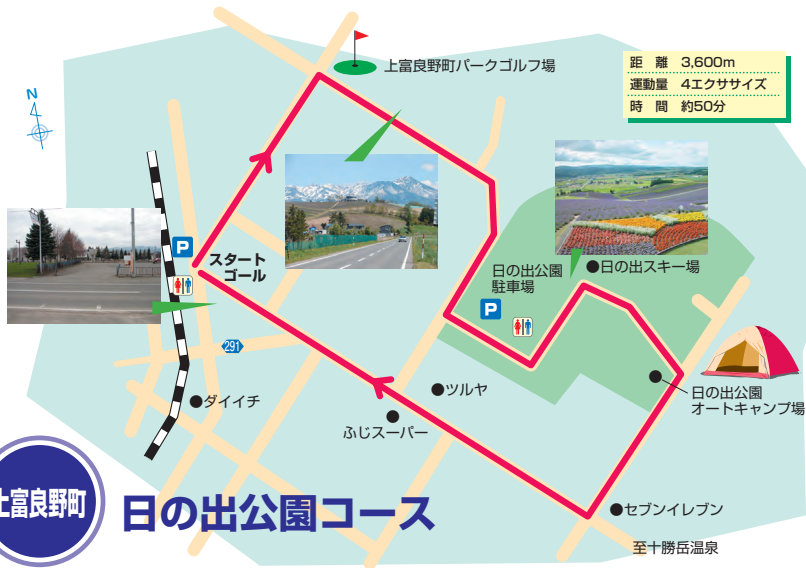 上富良野町パークゴルフ場
距 離 3,600m
運動量 4エクササイズ
時 間 約50分
N
P
スタート
ゴール
日の出公園
駐車場
P
●日の出スキー場
291
●ダイイチ
●ツルヤ
ふじスーパー
日の出公園
オートキャンプ場
●セブンイレブン
至十勝岳温泉
上富良野町
日の出公園コース